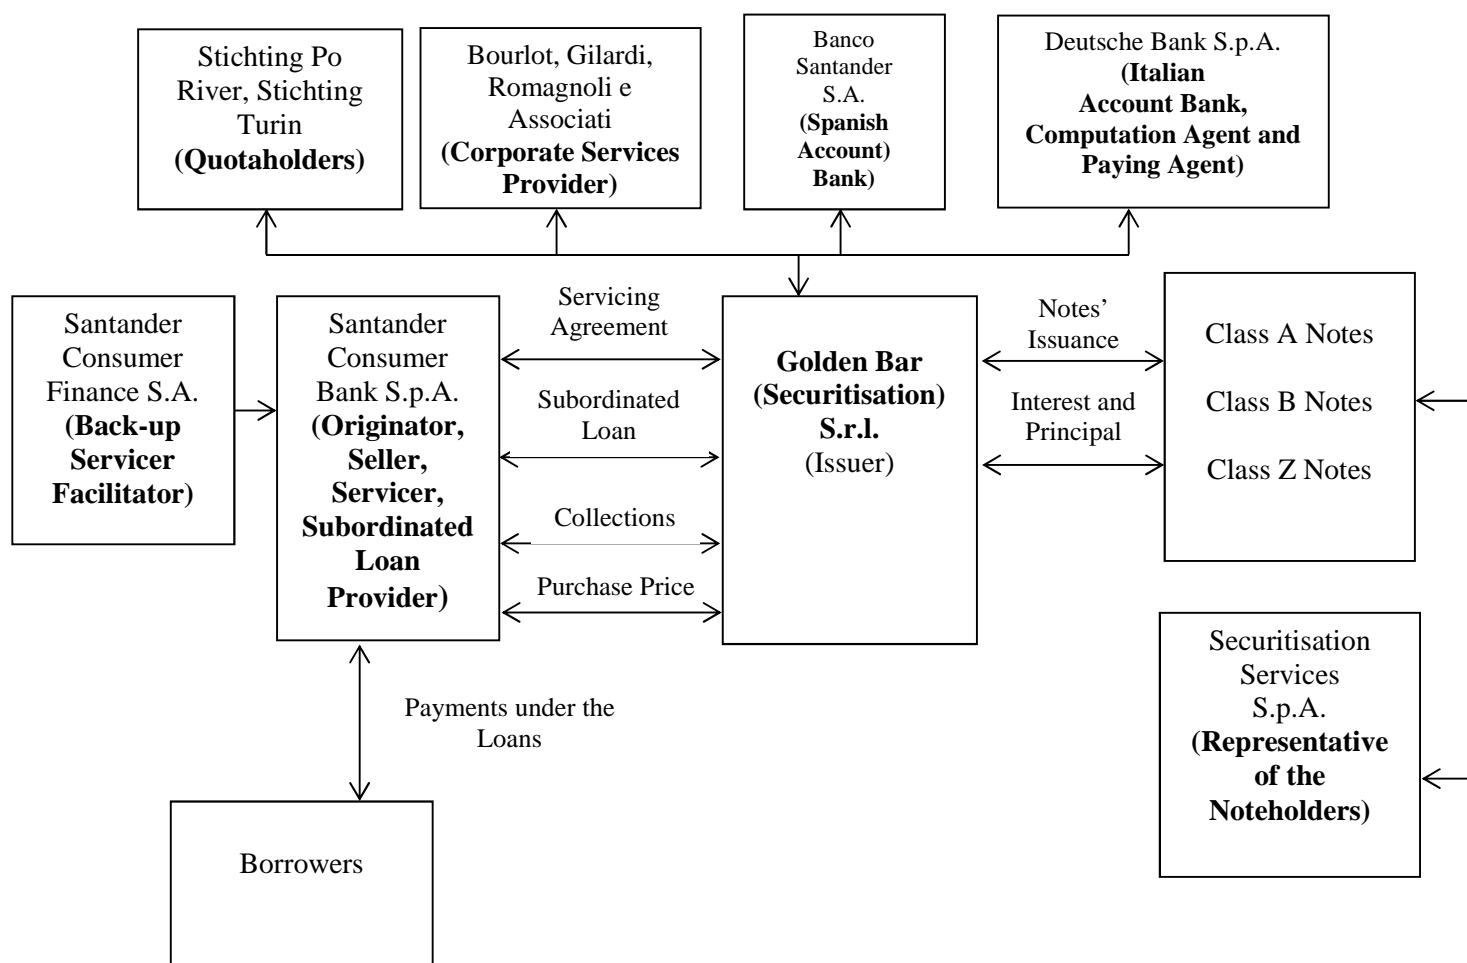 Stichting Po
River, Stichting
Turin
(Quotaholders)
Bourlot, Gilardi,
Romagnoli e
Associati
(Corporate Services
Provider)
Banco
Santander
S.A.
(Spanish
Account)
Bank)
Deutsche Bank S.p.A.
(Italian
Account Bank,
Computation Agent and
Paying Agent)
Santander
Consumer
Finance S.A.
(Back-up
Servicer
Facilitator)
Santander
Consumer
Bank S.p.A.
(Originator,
Seller,
Servicer,
Subordinated
Loan
Provider)
Servicing
Agreement
Subordinated
Loan
Collections
Purchase Price
Golden Bar
(Securitisation)
S.r.l.
(Issuer)
Notes’
Issuance
Interest and
Principal
Class A Notes
Class B Notes
Class Z Notes
Securitisation
Services
S.p.A.
(Representative
of the
Noteholders)
Payments under the
Loans
Borrowers